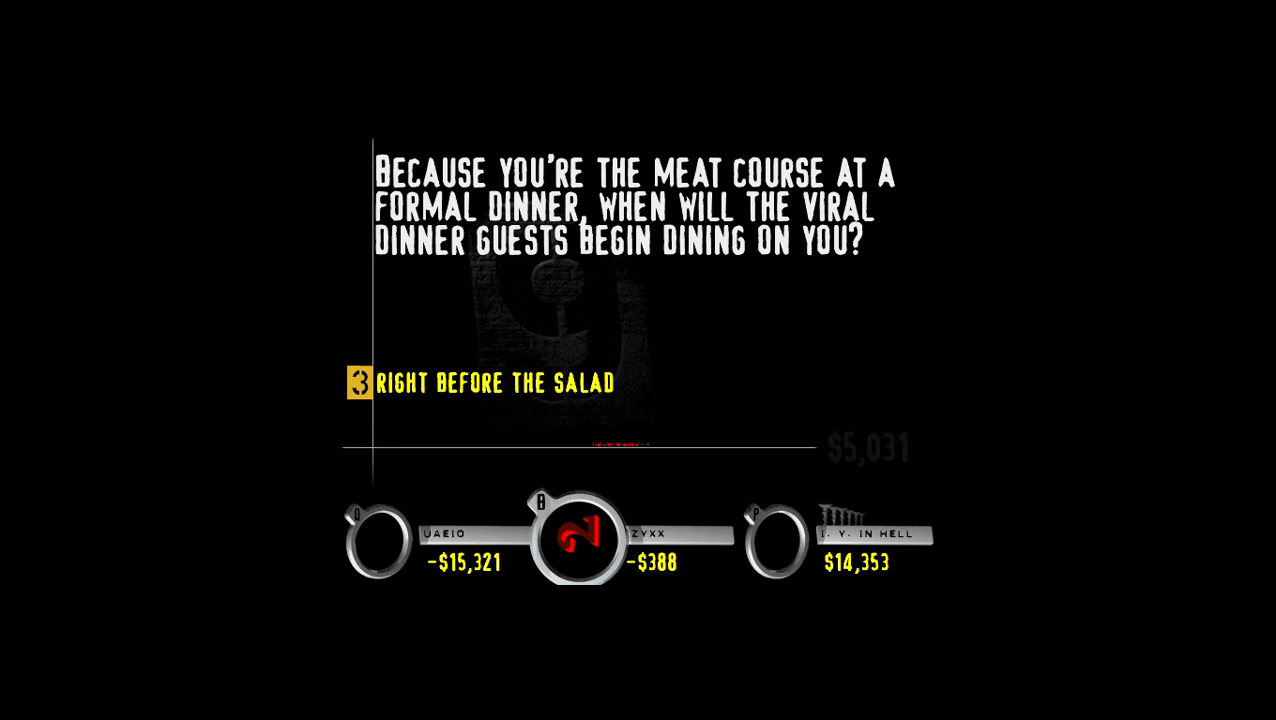 BECAUSE YOU'RE THE MEAT COURSE AT A
FORMAL DINNER, WHEN WILL THE VIRAL
DINNER GUESTS BEGIN DINING ON YOU?
3 RIGHT BEFORE THE SALAD
$5,031
Q
B
P
2
UAEIO
ZYXX
I. Y. IN HELL
-$15,321
-$388
$14,353